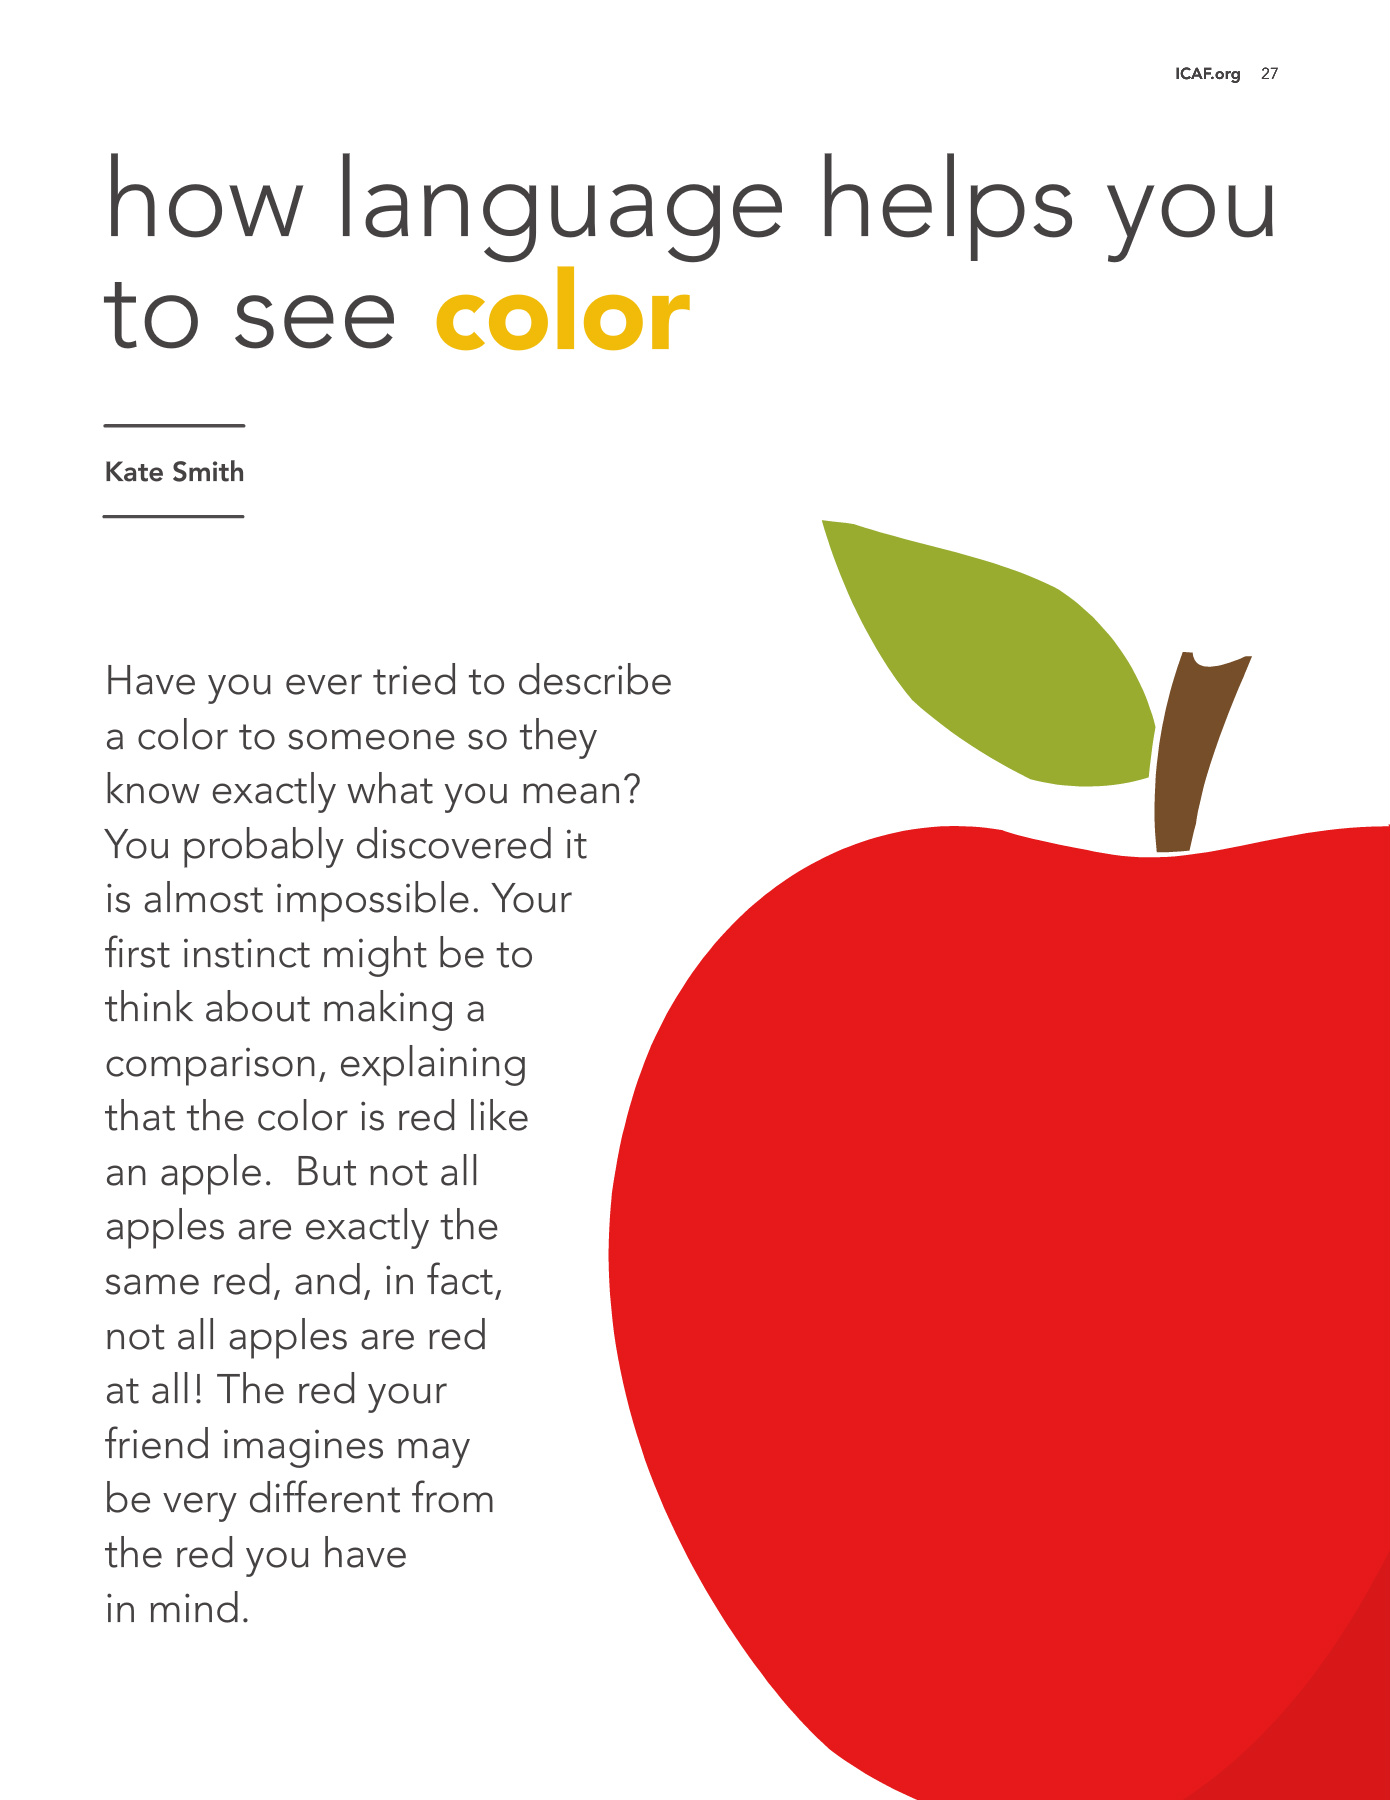 ICAF.org 27
how language helps you
to see color
Kate Smith
Have you ever tried to describe
a color to someone so they
know exactly what you mean?
You probably discovered it
is almost impossible. Your
first instinct might be to
think about making a
comparison, explaining
that the color is red like
an apple.  But not all
apples are exactly the
same red, and, in fact,
not all apples are red
at all! The red your
friend imagines may
be very different from
the red you have
in mind.